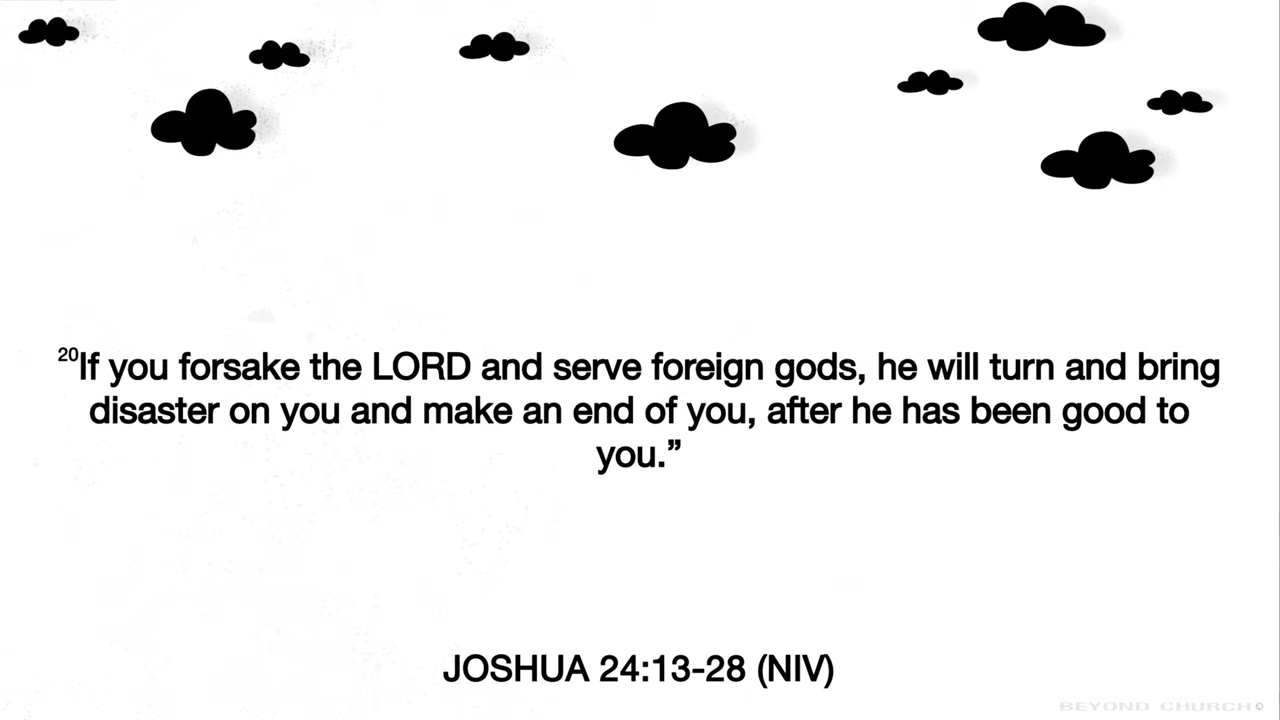 20If you forsake the LORD and serve foreign gods, he will turn and bring
disaster on you and make an end of you, after he has been good to
you.”
JOSHUA 24:13-28 (NIV)
BEYOND CHURCH©